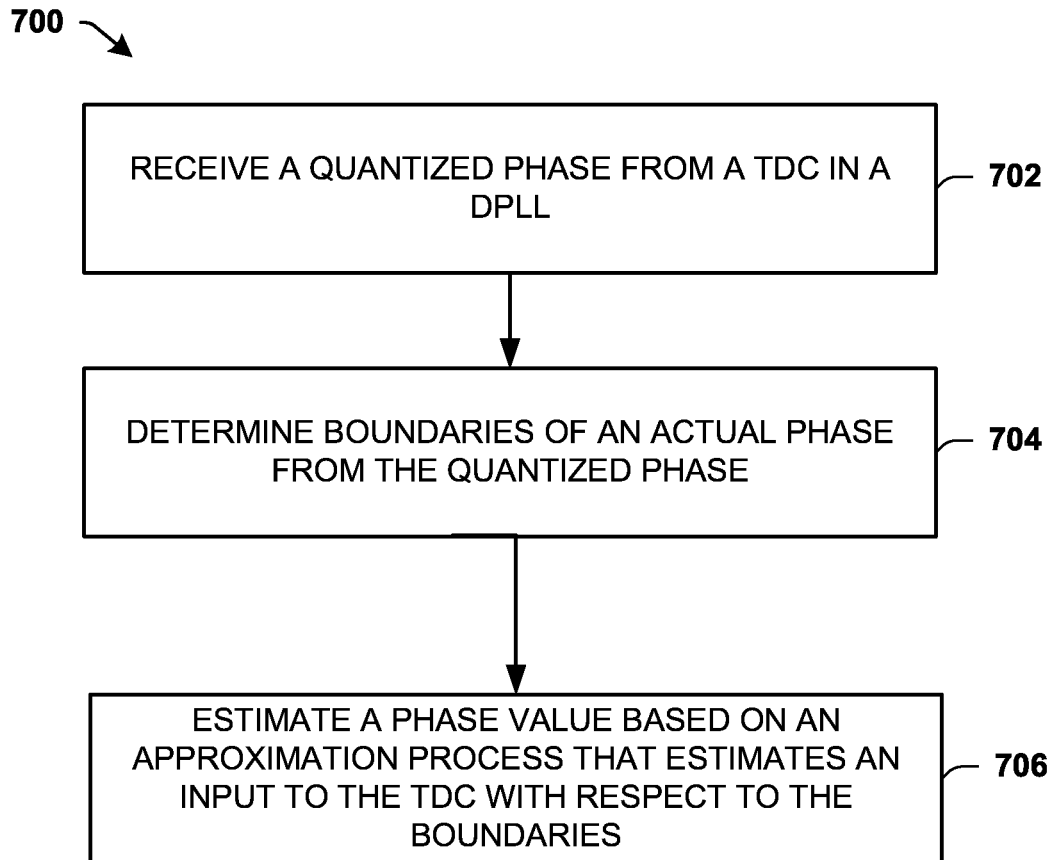 700
RECEIVE A QUANTIZED PHASE FROM A TDC IN A
DPLL
702
DETERMINE BOUNDARIES OF AN ACTUAL PHASE
FROM THE QUANTIZED PHASE
704
ESTIMATE A PHASE VALUE BASED ON AN
APPROXIMATION PROCESS THAT ESTIMATES AN
INPUT TO THE TDC WITH RESPECT TO THE
BOUNDARIES
706